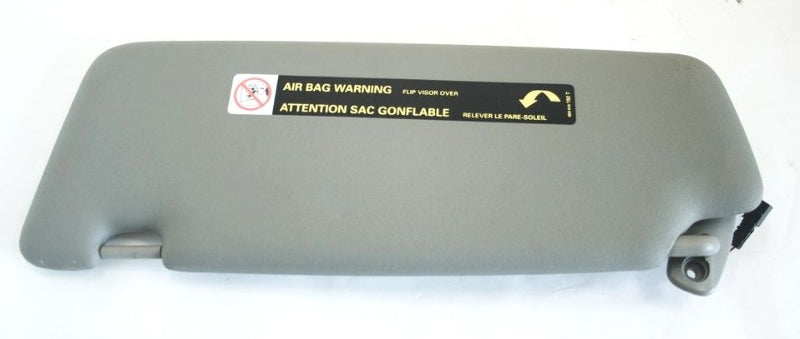 AIR BAG WARNING FLIP VISOR OVER
ATTENTION SAC GONFLABLE RELEVER LE PARE-SOLEIL